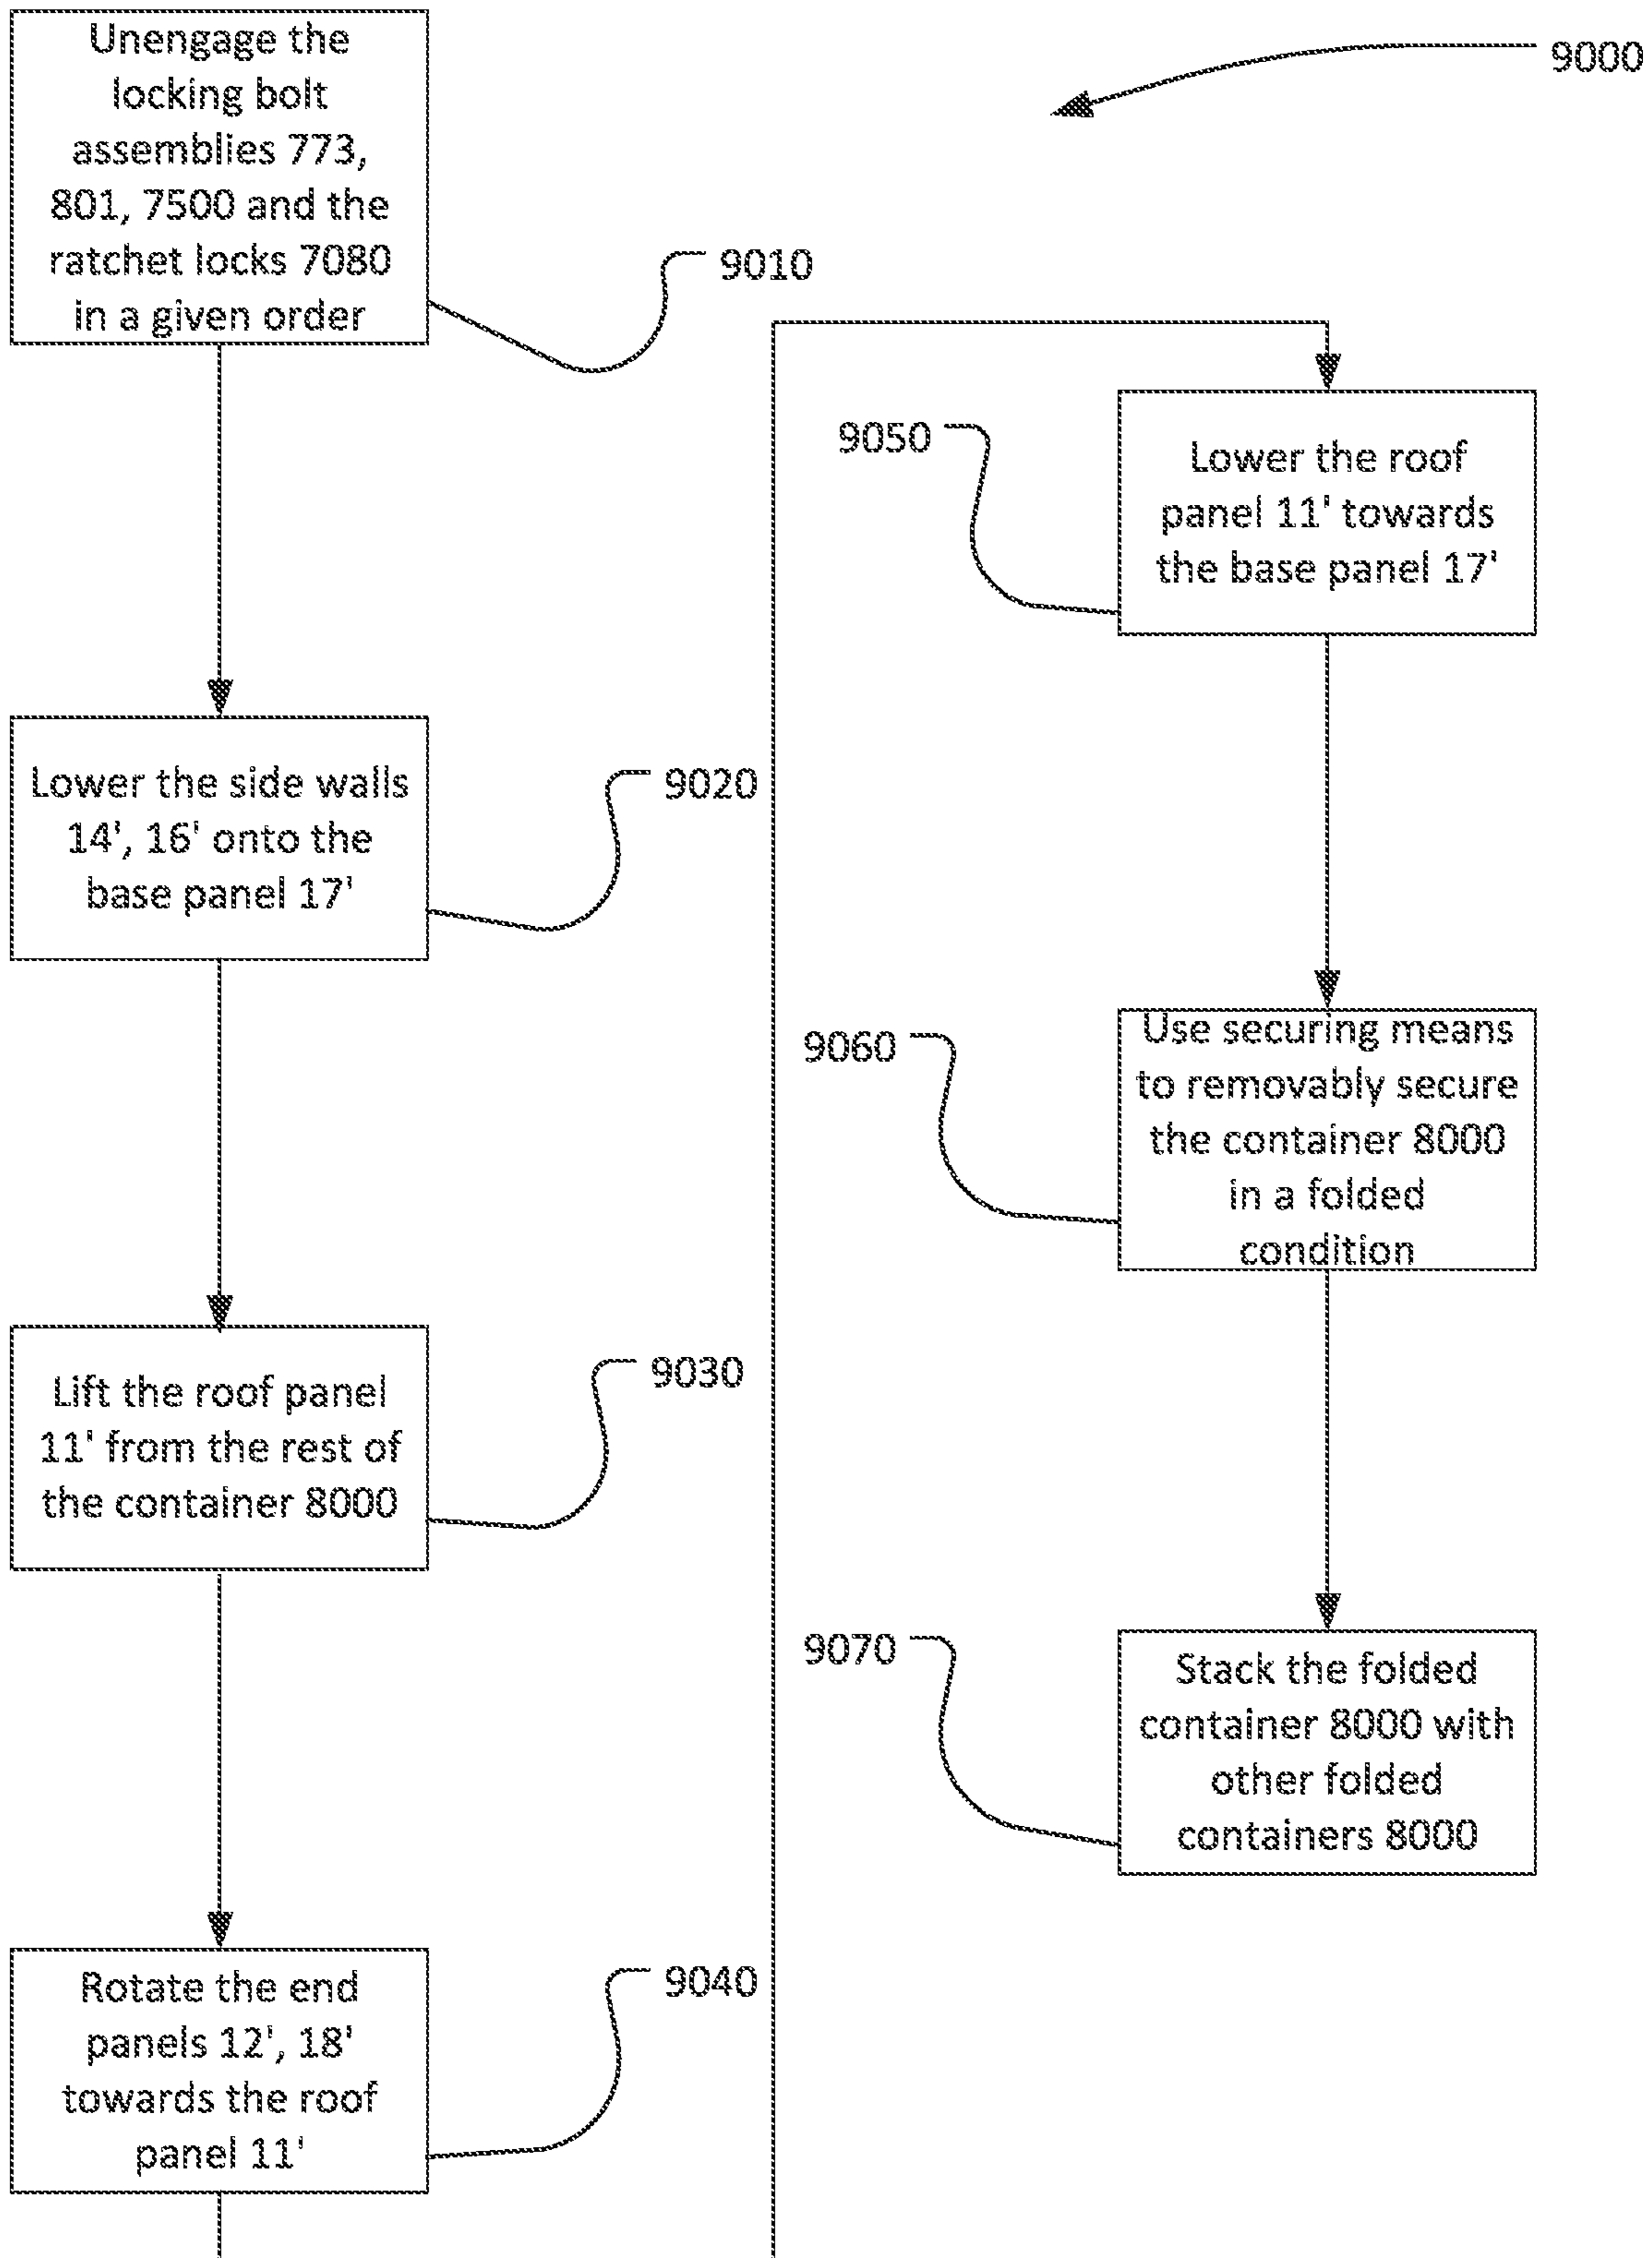 Unengage the
locking bolt
assemblies 773,
801, 7500 and the
ratchet locks 7080
in a given order
9010
9000
Lower the side walls
14', 16' onto the
base panel 17'
9020
Lift the roof panel
11' from the rest of
the container 8000
9030
Rotate the end
panels 12', 18'
towards the roof
panel 11'
9040
9050
Lower the roof
panel 11' towards
the base panel 17'
9060
Use securing means
to removably secure
the container 8000
in a folded
condition
9070
Stack the folded
container 8000 with
other folded
containers 8000